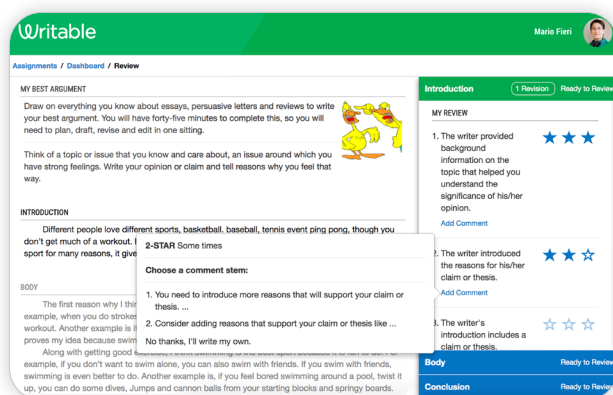 Writable
Mario Fieri
Assignments / Dashboard / Review
MY BEST ARGUMENT
Draw on everything you know about essays, persuasive letters and reviews to write
your best argument. You will have forty-five minutes to complete this, so you will
need to plan, draft, revise and edit in one sitting.
Think of a topic or issue that you know and care about, an issue around which you
have strong feelings. Write your opinion or claim and tell reasons why you feel that
way.
INTRODUCTION
Different people love different sports, basketball. baseball, tennis event ping pong, though you
don't get much of a workout.
sport for many reasons, it give
2-STAR Some times
Choose a comment stem:
1. You need to introduce more reasons that will support your claim or
thesis. ...
2. Consider adding reasons that support your claim or thesis like ...
No thanks, I'll write my own.
BODY
The first reason why I thin
example, when you do strokes
workout. Another example is i
proves my idea because swim
Along with getting good exercise, I think swimming is the best sport because it is fun to do. For
example, if you don't want to swim alone, you can also swim with friends. If you swim with friends,
swimming is even better to do. Another example is, if you feel bored swimming around a pool, twist it
up, you can do some dives, Jumps and cannon balls from your starting blocks and springy boards.
Introduction
1 Revision
Ready to Review
MY REVIEW
1. The writer provided
background
information on the
topic that helped you
understand the
significance of his/her
opinion.
Add Comment
2. The writer introduced
the reasons for his/her
claim or thesis.
Add Comment
3. The writer's
introduction includes a
claim or thesis.
Body
Ready to Review
Conclusion
Ready to Review